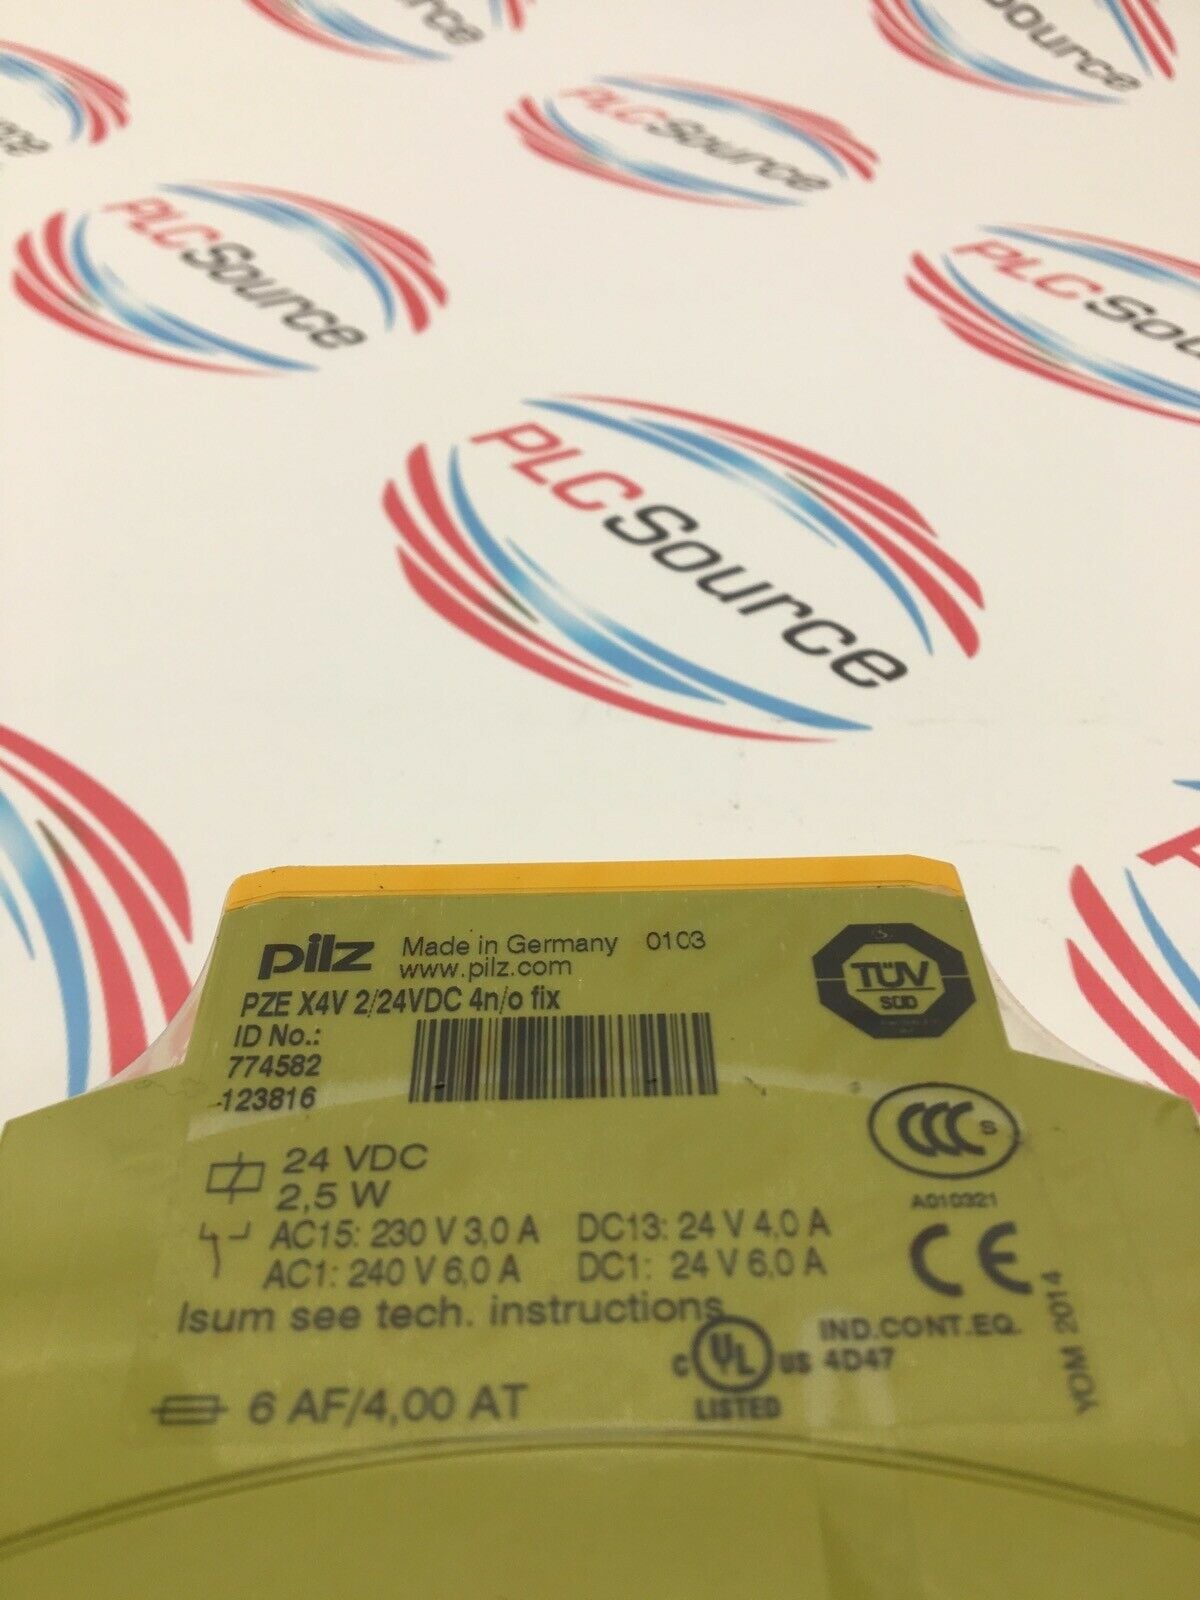 PLCSource
PLCSource
PLCSource
PLCSource
pilz
Made in Germany 0103
www.pilz.com
PZE X4V 2/24VDC 4n/o fix
ID No.:
774582
123816
TÜV
SÜD
24 VDC
2,5 W
AC15: 230 V 3,0 A DC13: 24 V 4,0 A
AC1: 240 V 6,0 A DC1: 24 V 6,0 A
Isum see tech. instructions
6 AF/4,00 AT
CCC S
A010321
CE
C UL US
LISTED
IND.CONT.EQ.
4D47
YOM 2014